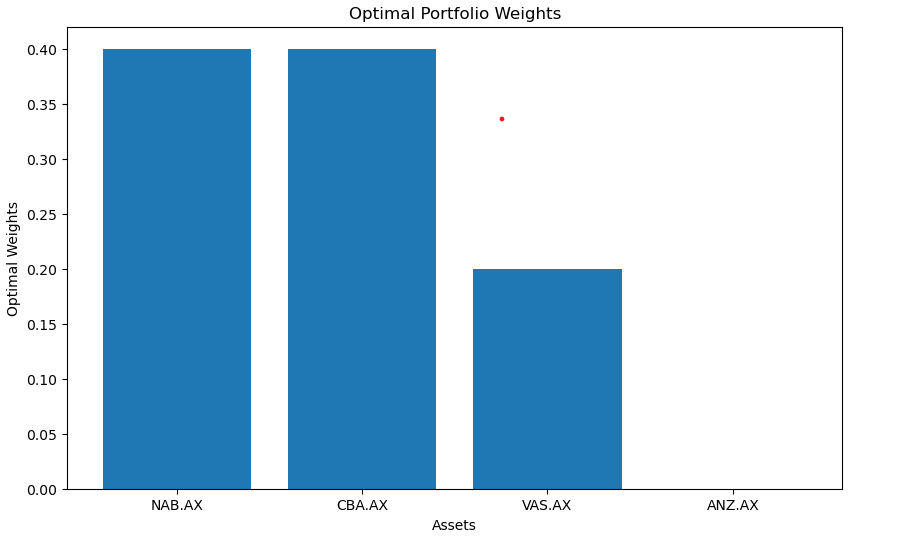 Optimal Portfolio Weights
Optimal Weights
0.40
0.35
0.30
0.25
0.20
0.15
0.10
0.05
0.00
NAB.AX CBA.AX VAS.AX ANZ.AX
Assets